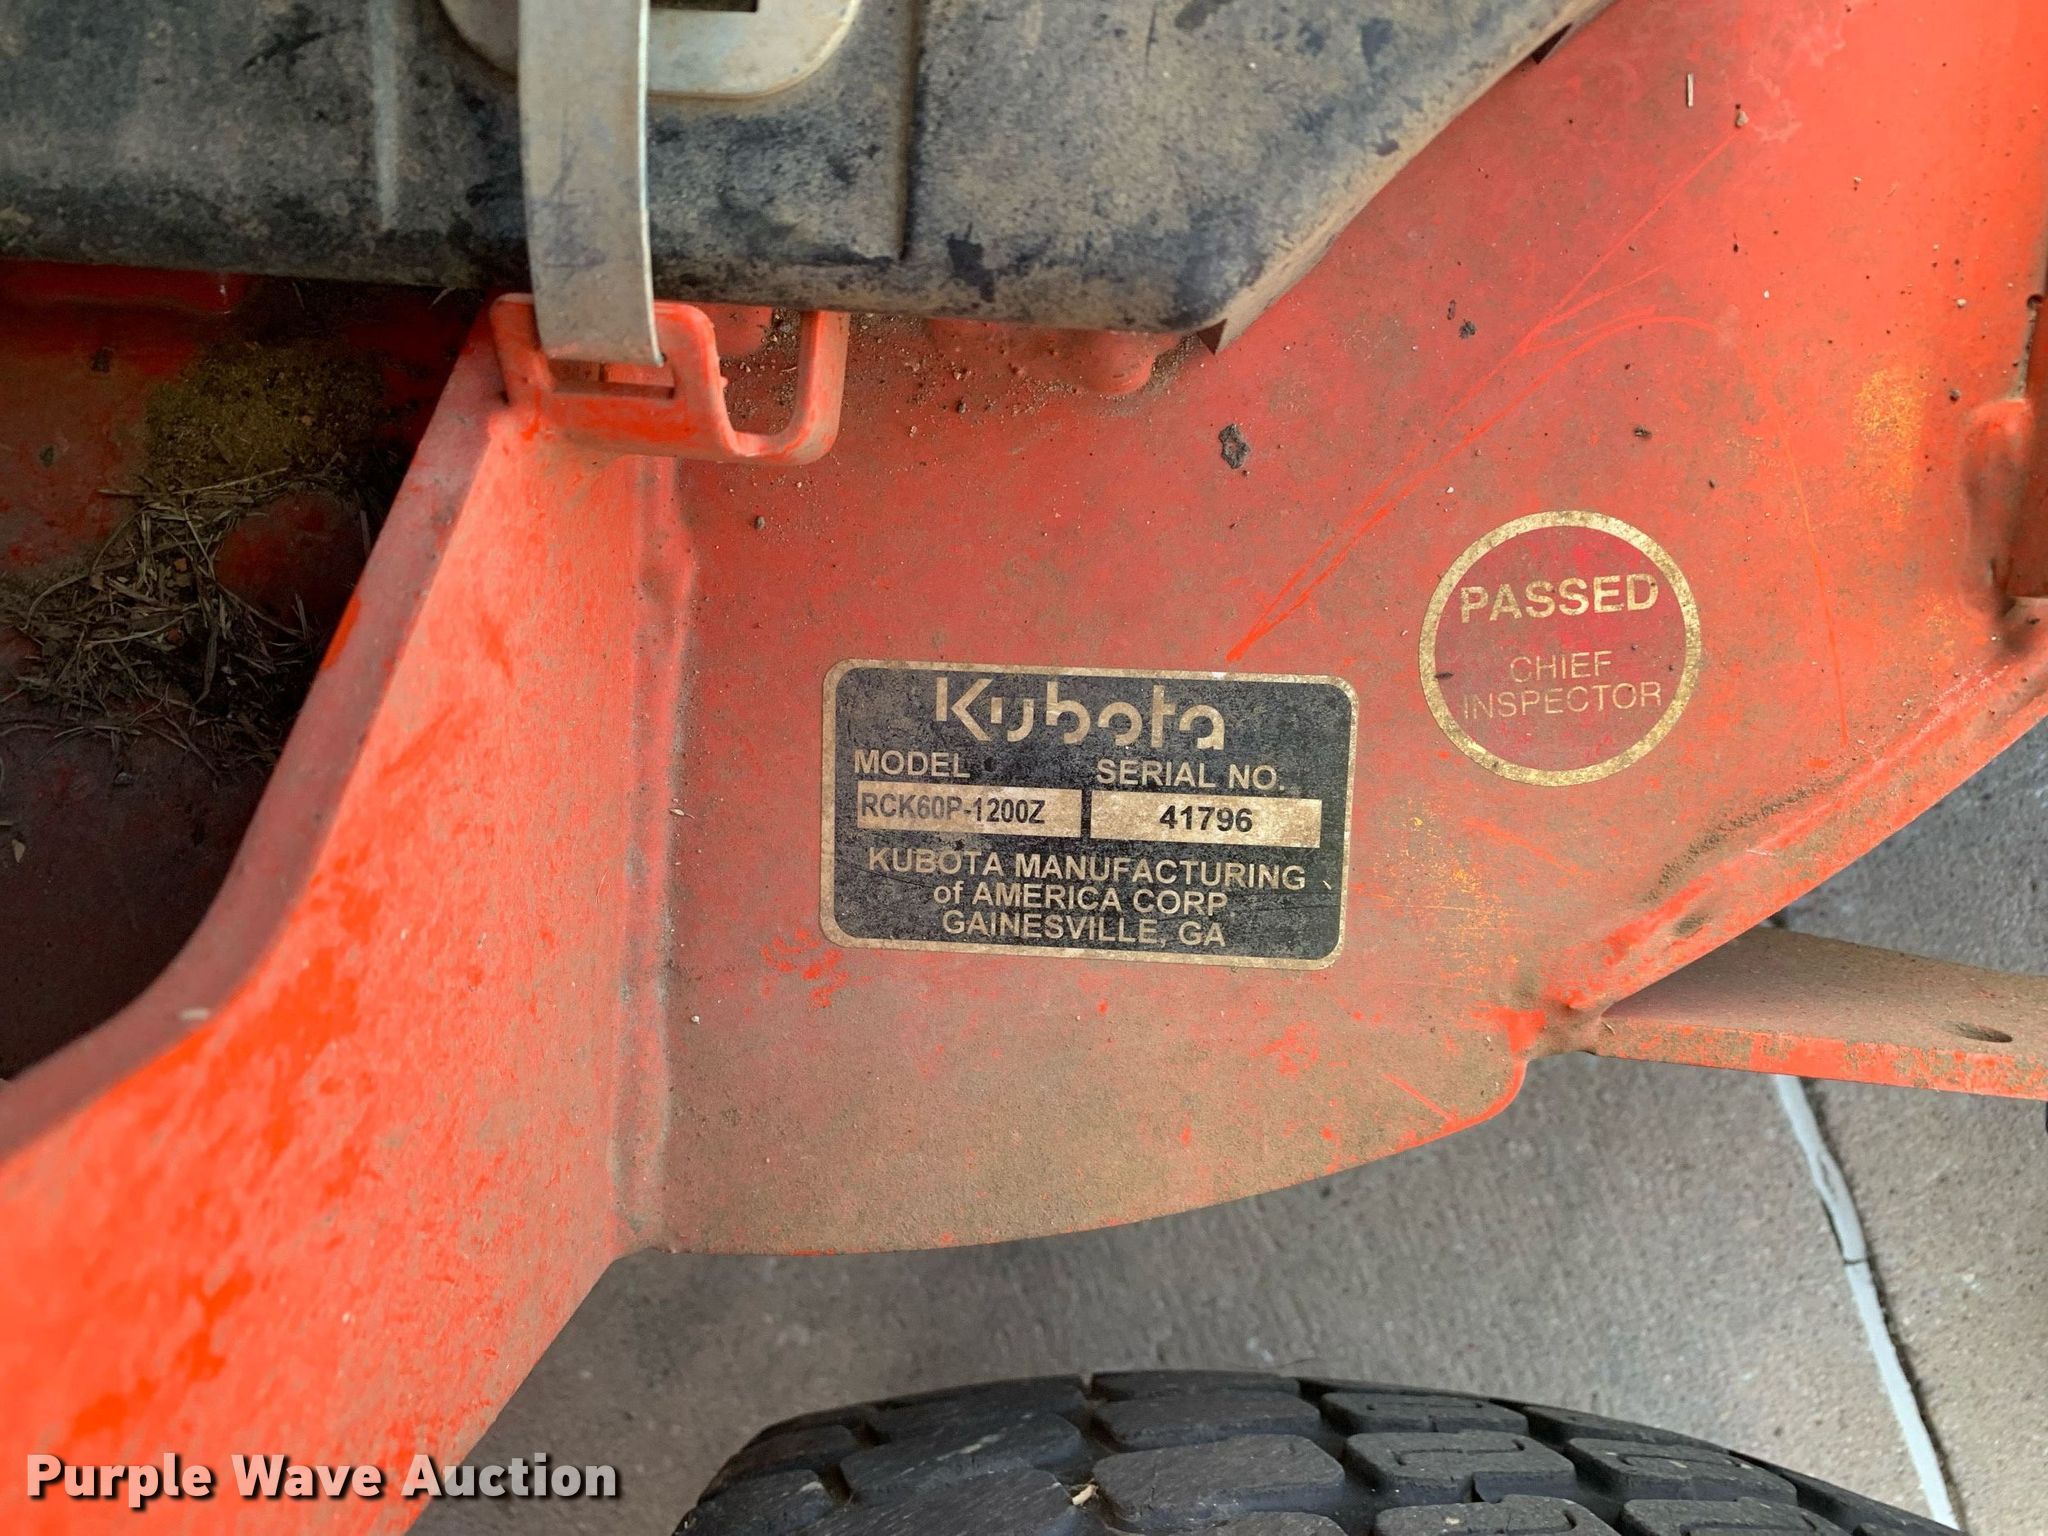 PASSED
CHIEF
INSPECTOR
Kubota
MODEL SERIAL NO.
RCK60P-1200Z 41796
KUBOTA MANUFACTURING
of AMERICA CORP.
GAINESVILLE, GA
Purple Wave Auction